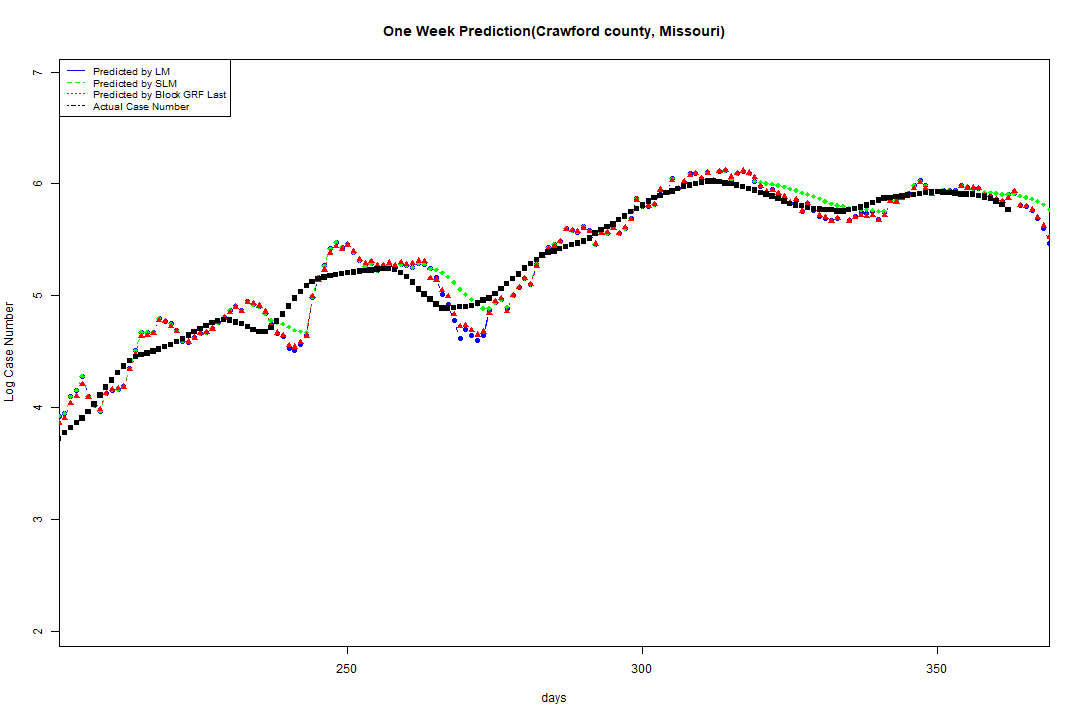 One Week Prediction(Crawford county, Missouri)
Predicted by LM
Predicted by SLM
Predicted by Block GRF Last
Actual Case Number
7
6
5
4
3
2
Log Case Number
250
300
350
days